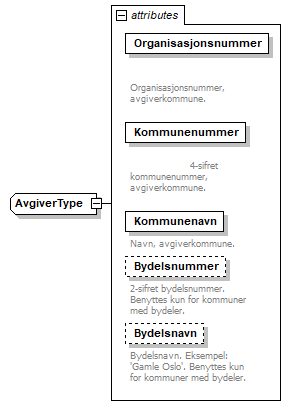 attributes
Organisasjonsnummer
Organisasjonsnummer,
avgiverkommune.
Kommunenummer
4-sifret
kommunenummer,
avgiverkommune.
AvgiverType
Kommunenavn
Navn, avgiverkommune.
Bydelsnummer
2-sifret bydelsnummer.
Benyttes kun for kommuner
med bydeler.
Bydelsnavn
Bydelsnavn. Eksempel:
'Gamle Oslo'. Benyttes kun
for kommuner med bydeler.